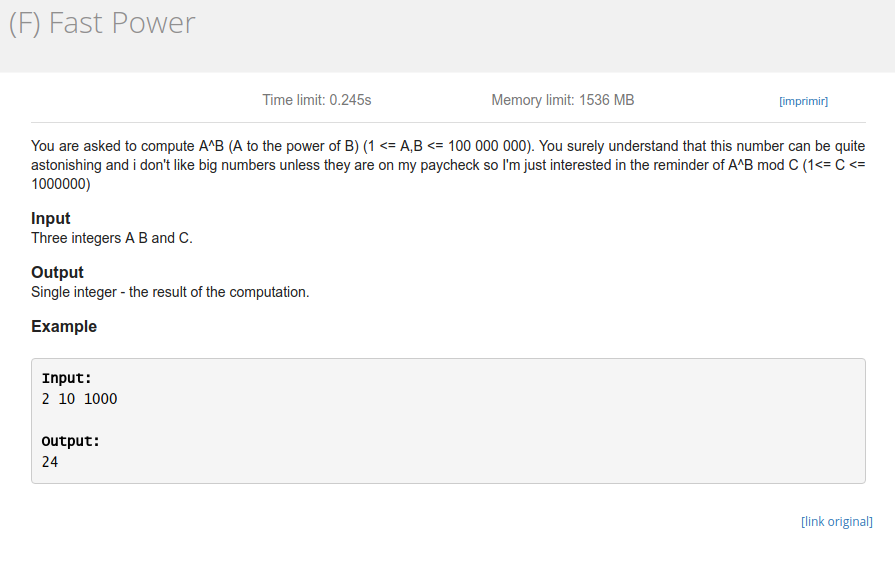 (F) Fast Power
Time limit: 0.245s Memory limit: 1536 MB [imprimir]
You are asked to compute A^B (A to the power of B) (1 <= A,B <= 100 000 000). You surely understand that this number can be quite
astonishing and i don't like big numbers unless they are on my paycheck so I'm just interested in the reminder of A^B mod C (1<= C <=
1000000)
Input
Three integers A B and C.
Output
Single integer - the result of the computation.
Example
Input:
2 10 1000
Output:
24
[link original]